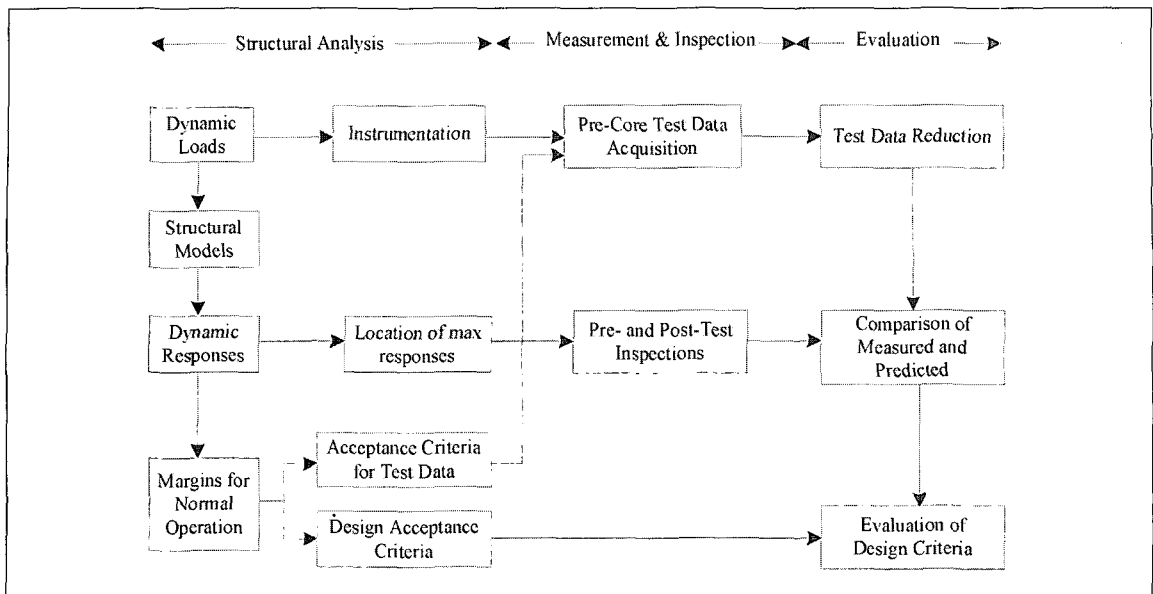 Structural Analysis
Measurement & Inspection
Evaluation
Dynamic
Loads
Instrumentation
Pre-Core Test Data
Acquisition
Test Data Reduction
Structural
Models
Dynamic
Responses
Location of max
responses
Pre- and Post-Test
Inspections
Comparison of
Measured and
Predicted
Margins for
Normal
Operation
Acceptance Criteria
for Test Data
Design Acceptance
Criteria
Evaluation of
Design Criteria